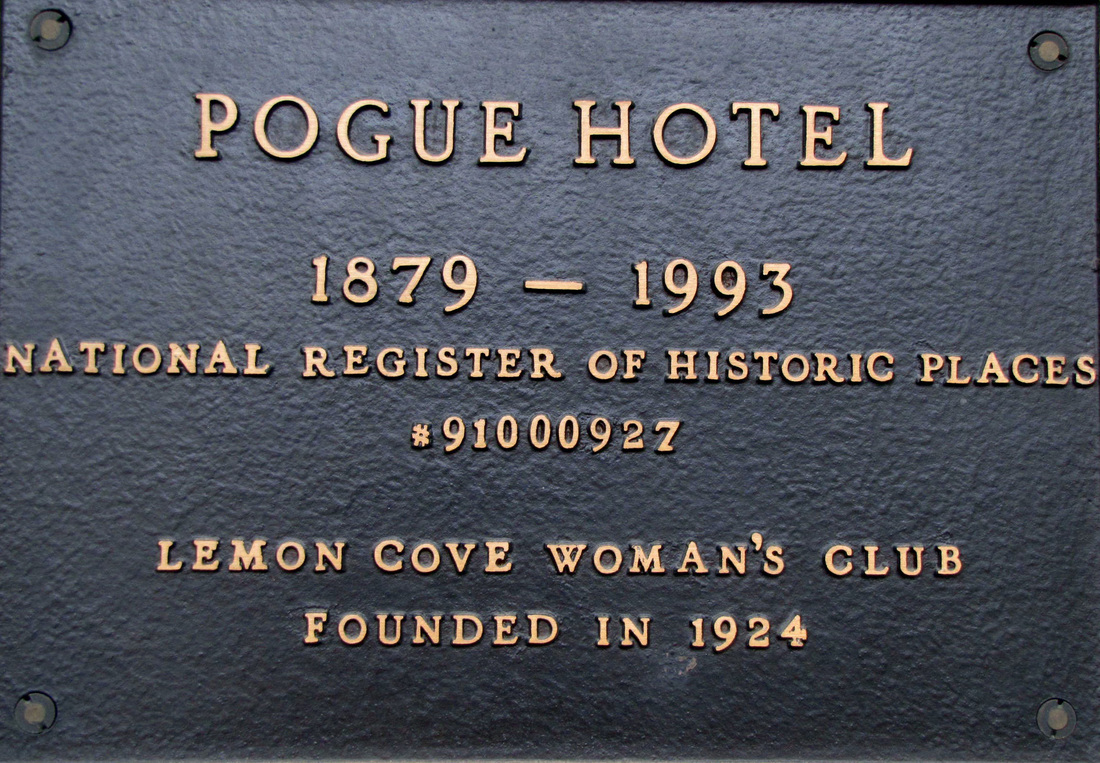 POGUE HOTEL
1879 — 1993
NATIONAL REGISTER OF HISTORIC PLACES
#91000927
LEMON COVE WOMAN'S CLUB
FOUNDED IN 1924